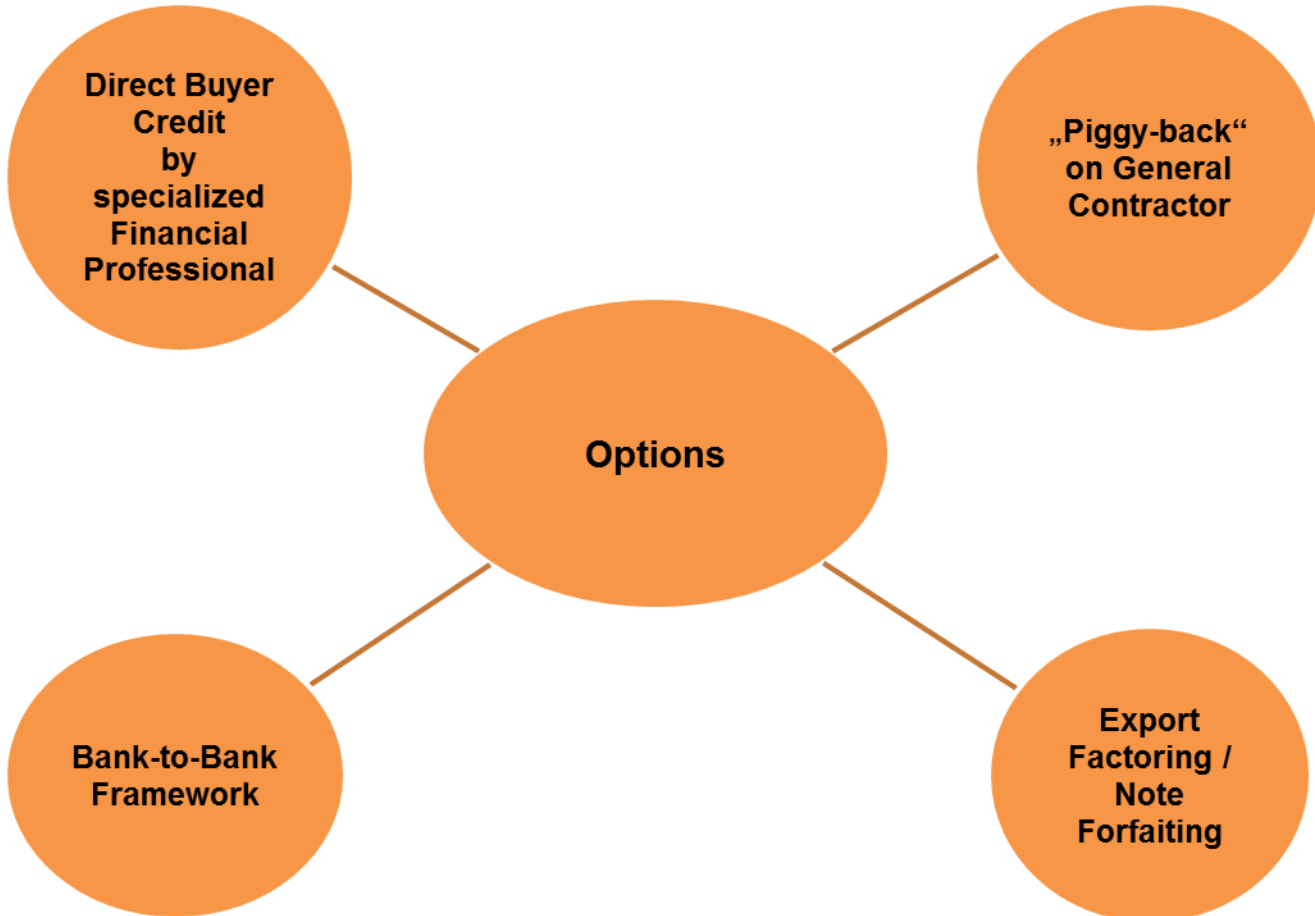 Direct Buyer
Credit
by
specialized
Financial
Professional
„Piggy-back“
on General
Contractor
Options
Bank-to-Bank
Framework
Export
Factoring /
Note
Forfaiting